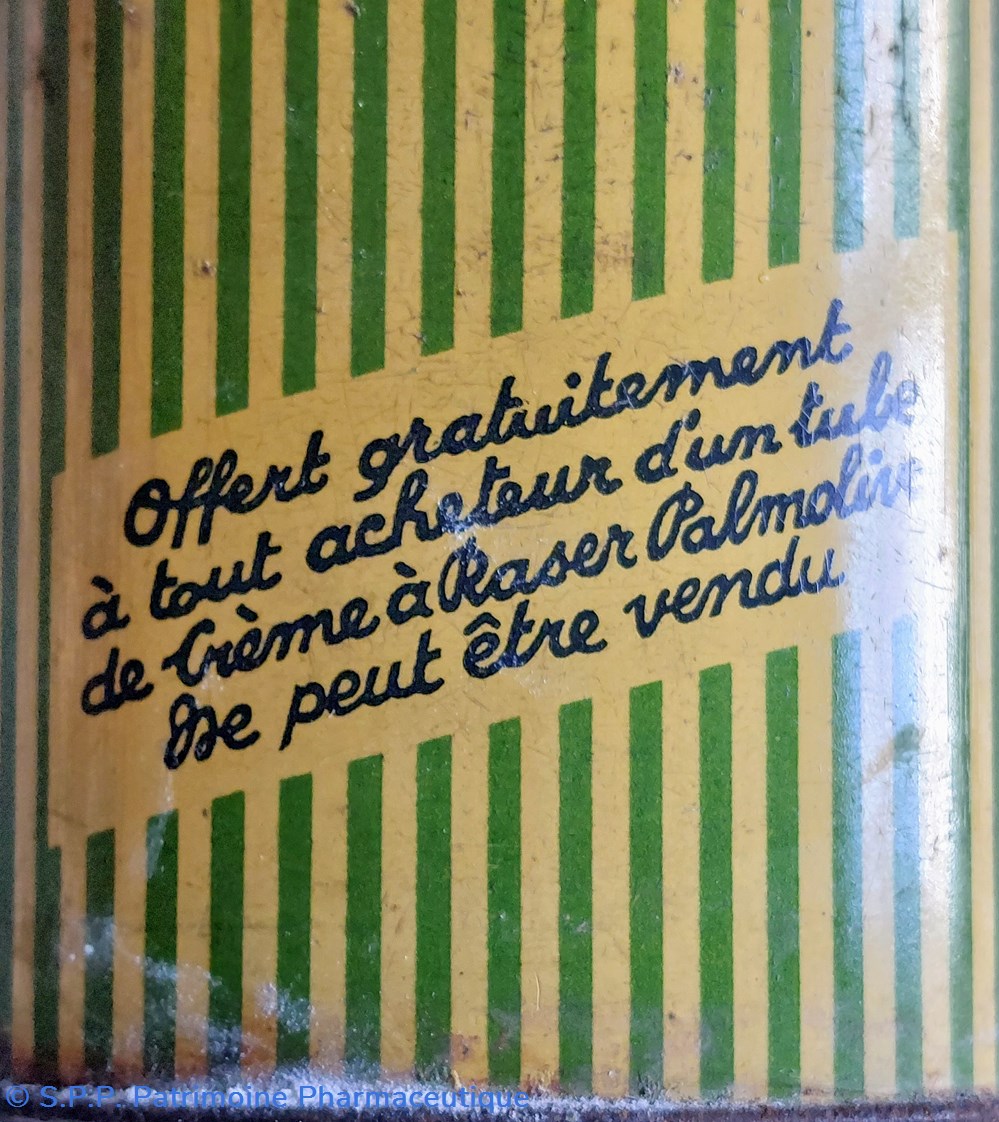 Offert gratuitement
à tout acheteur d'un tube
de Crème à Raser Palmolive
Ne peut être vendu
© S.P.P. Patrimoine Pharmaceutique